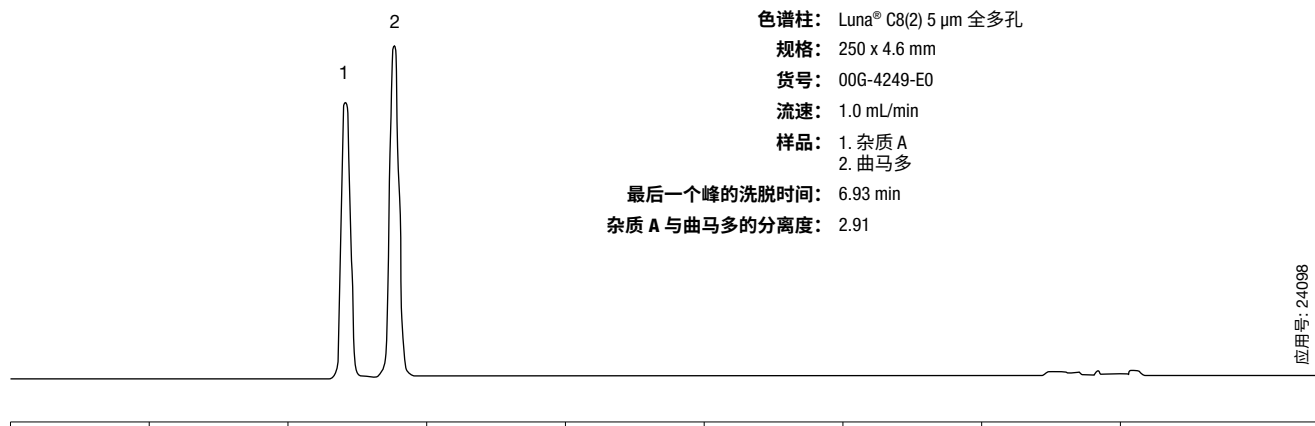 1
2
色谱柱： Luna® C8(2) 5 µm 全多孔
规格： 250 x 4.6 mm
货号： 00G-4249-E0
流速： 1.0 mL/min
样品： 1. 杂质 A
2. 曲马多
最后一个峰的洗脱时间： 6.93 min
杂质 A 与曲马多的分离度： 2.91
应用号: 24098